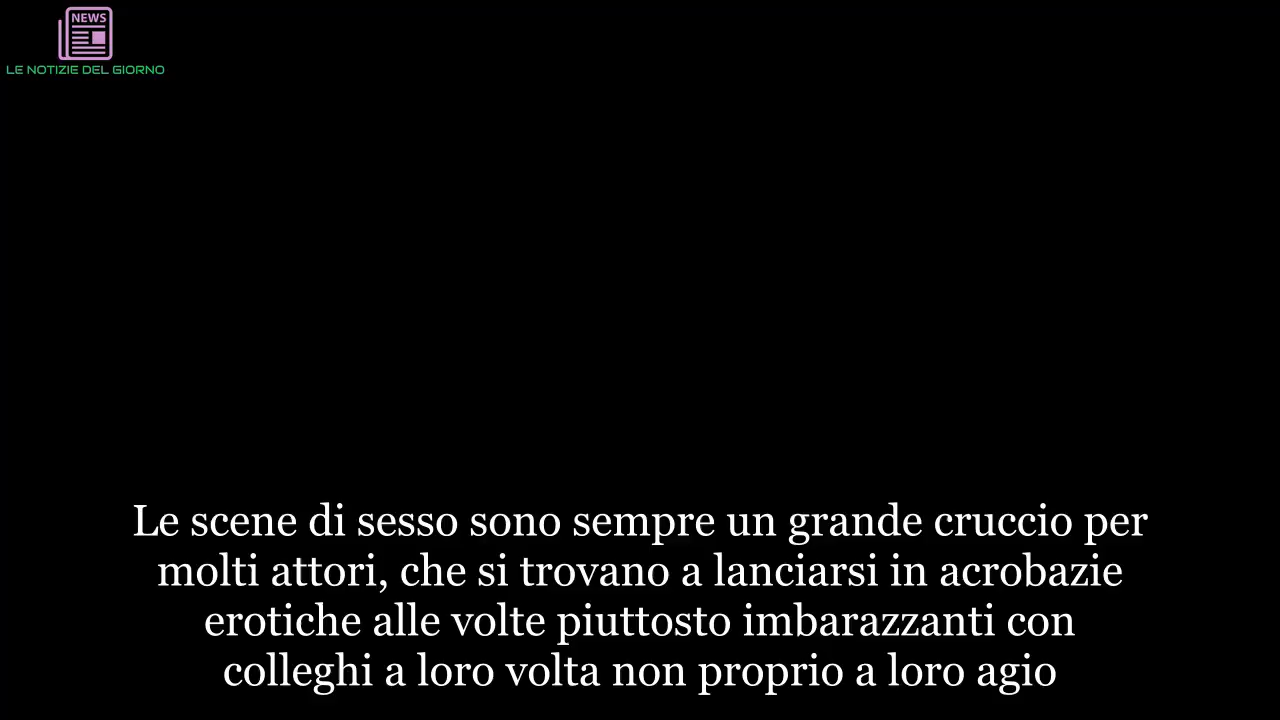 NEWS
LE NOTIZIE DEL GIORNO
Le scene di sesso sono sempre un grande cruccio per
molti attori, che si trovano a lanciarsi in acrobazie
erotiche alle volte piuttosto imbarazzanti con
colleghi a loro volta non proprio a loro agio